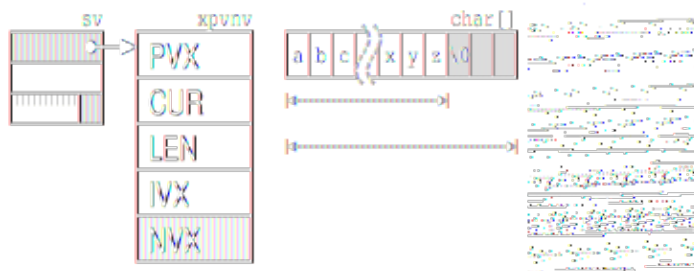 sv xpvnv char[]
PVX a b c x y z \0
CUR
LEN
IVX
NVX